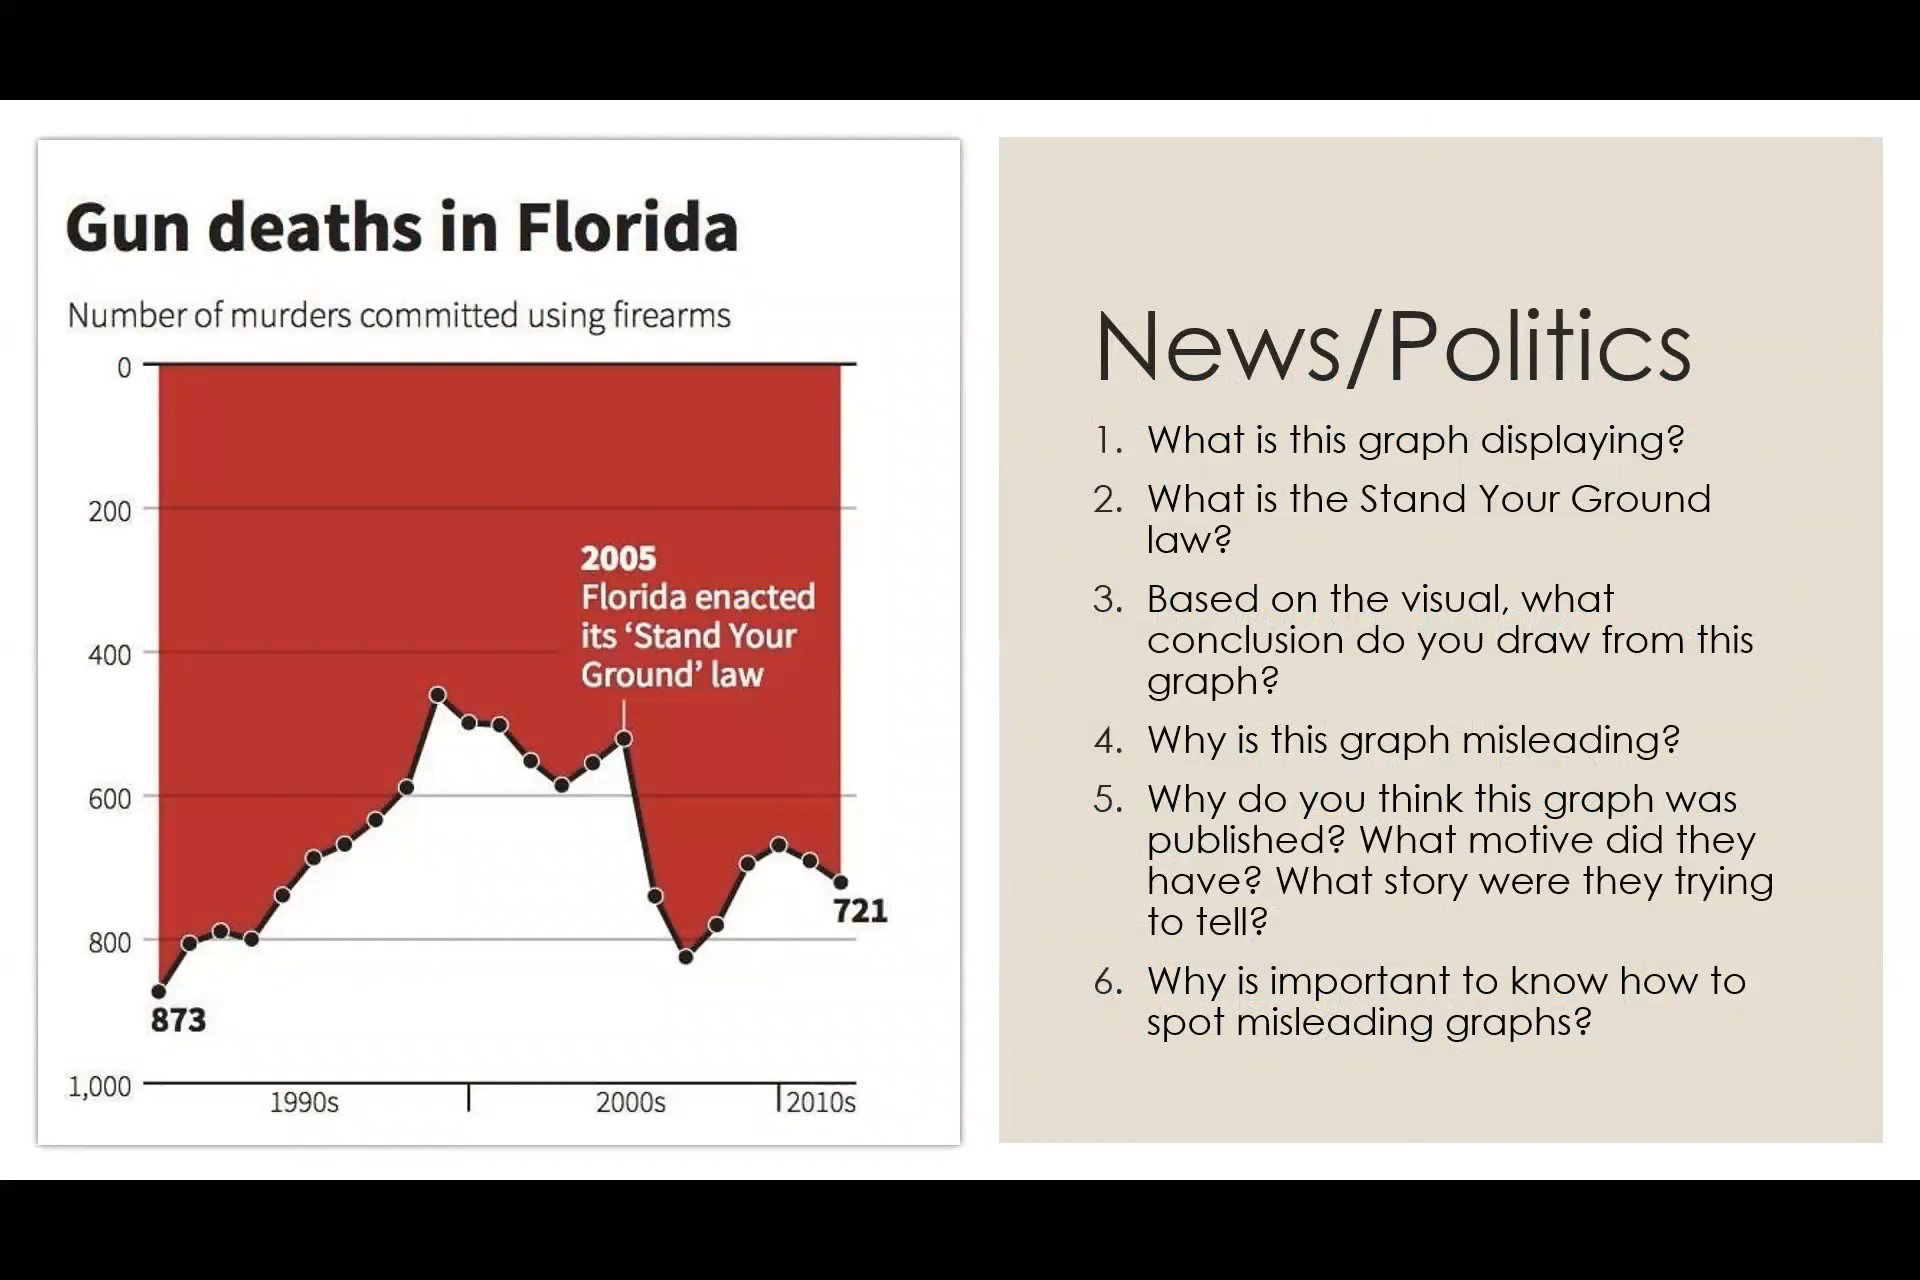 Gun deaths in Florida
Number of murders committed using firearms
0
200
400
600
800
1,000
2005
Florida enacted
its ‘Stand Your
Ground’ law
873
721
1990s
2000s
2010s
News/Politics
1. What is this graph displaying?
2. What is the Stand Your Ground
law?
3. Based on the visual, what
conclusion do you draw from this
graph?
4. Why is this graph misleading?
5. Why do you think this graph was
published? What motive did they
have? What story were they trying
to tell?
6. Why is important to know how to
spot misleading graphs?